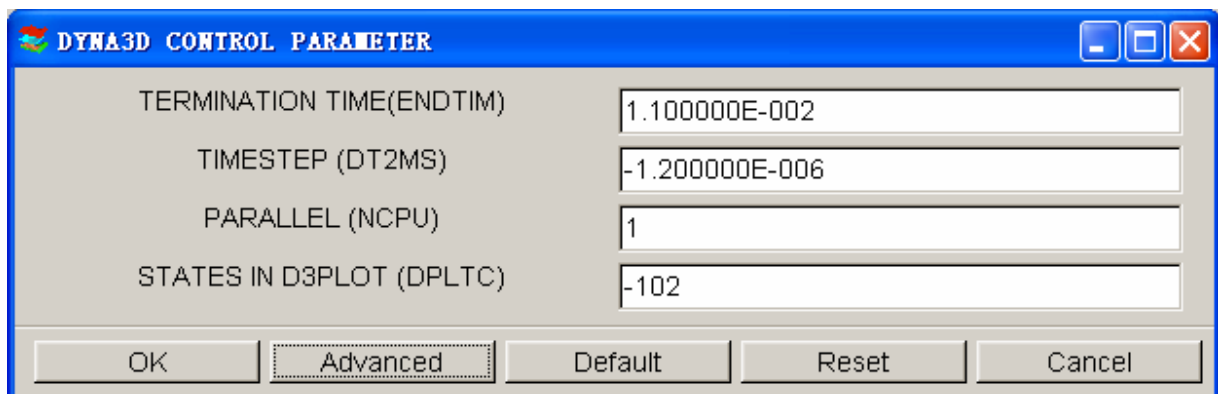 DYNA3D CONTROL PARAMETER
TERMINATION TIME(ENDTIM) 1.100000E-002
TIMESTEP (DT2MS) -1.200000E-006
PARALLEL (NCPU) 1
STATES IN D3PLOT (DPLTC) -102
OK Advanced Default Reset Cancel